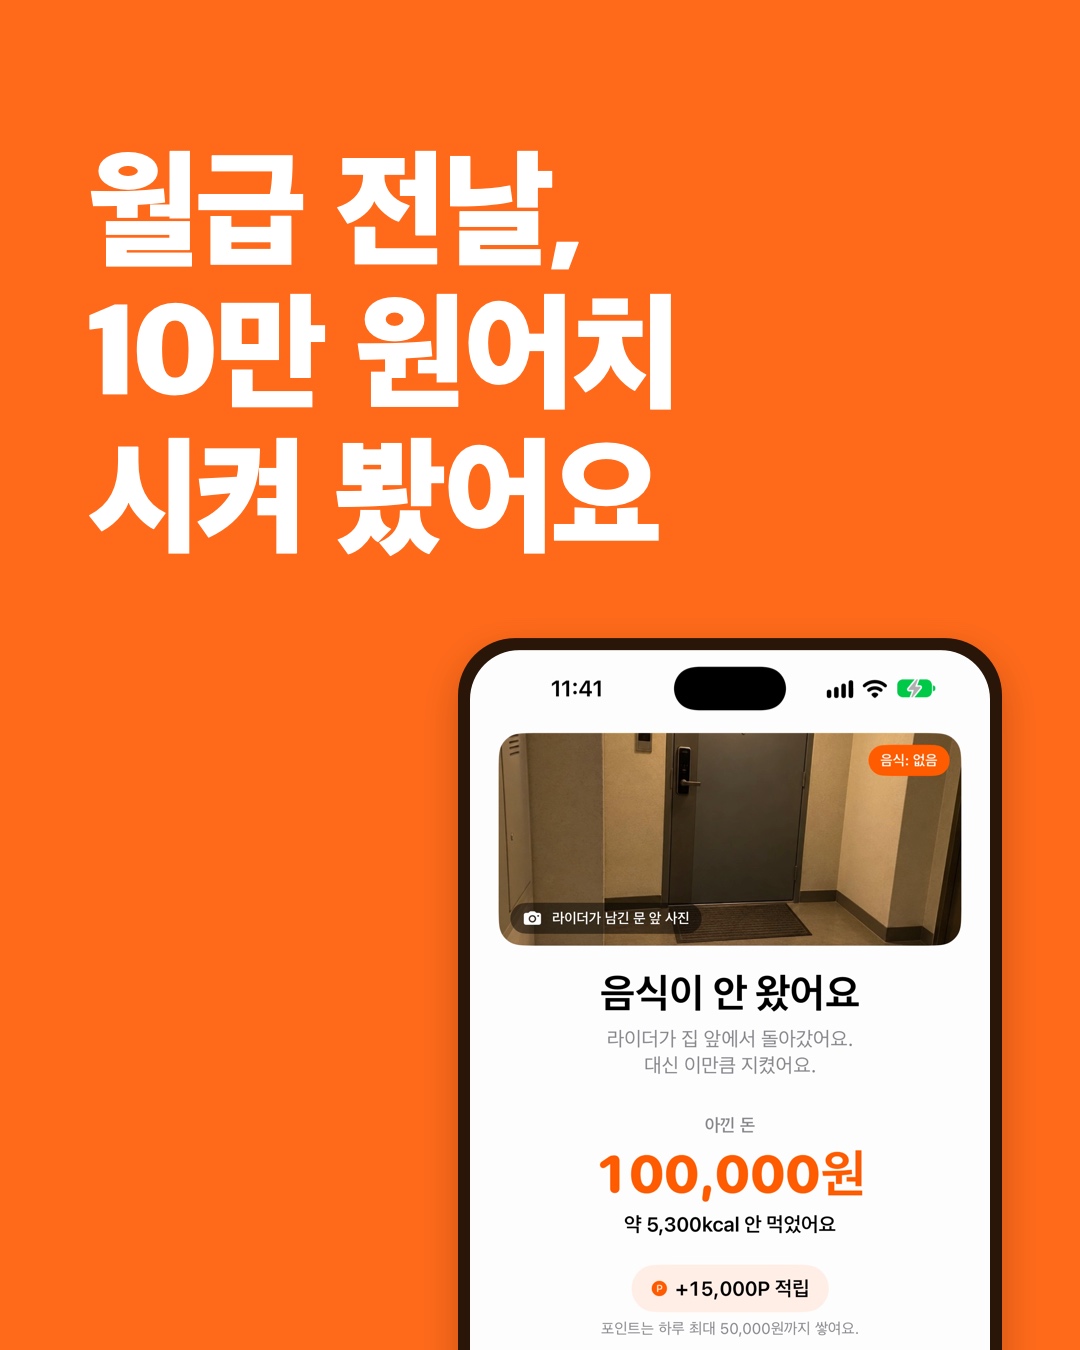 월급 전날,
10만 원어치
시켜 봤어요
11:41
음식: 없음
라이더가 남긴 문 앞 사진
음식이 안 왔어요
라이더가 집 앞에서 돌아갔어요.
대신 이만큼 지켰어요.
아낀 돈
100,000원
약 5,300kcal 안 먹었어요
P +15,000P 적립
포인트는 하루 최대 50,000원까지 쌓여요.